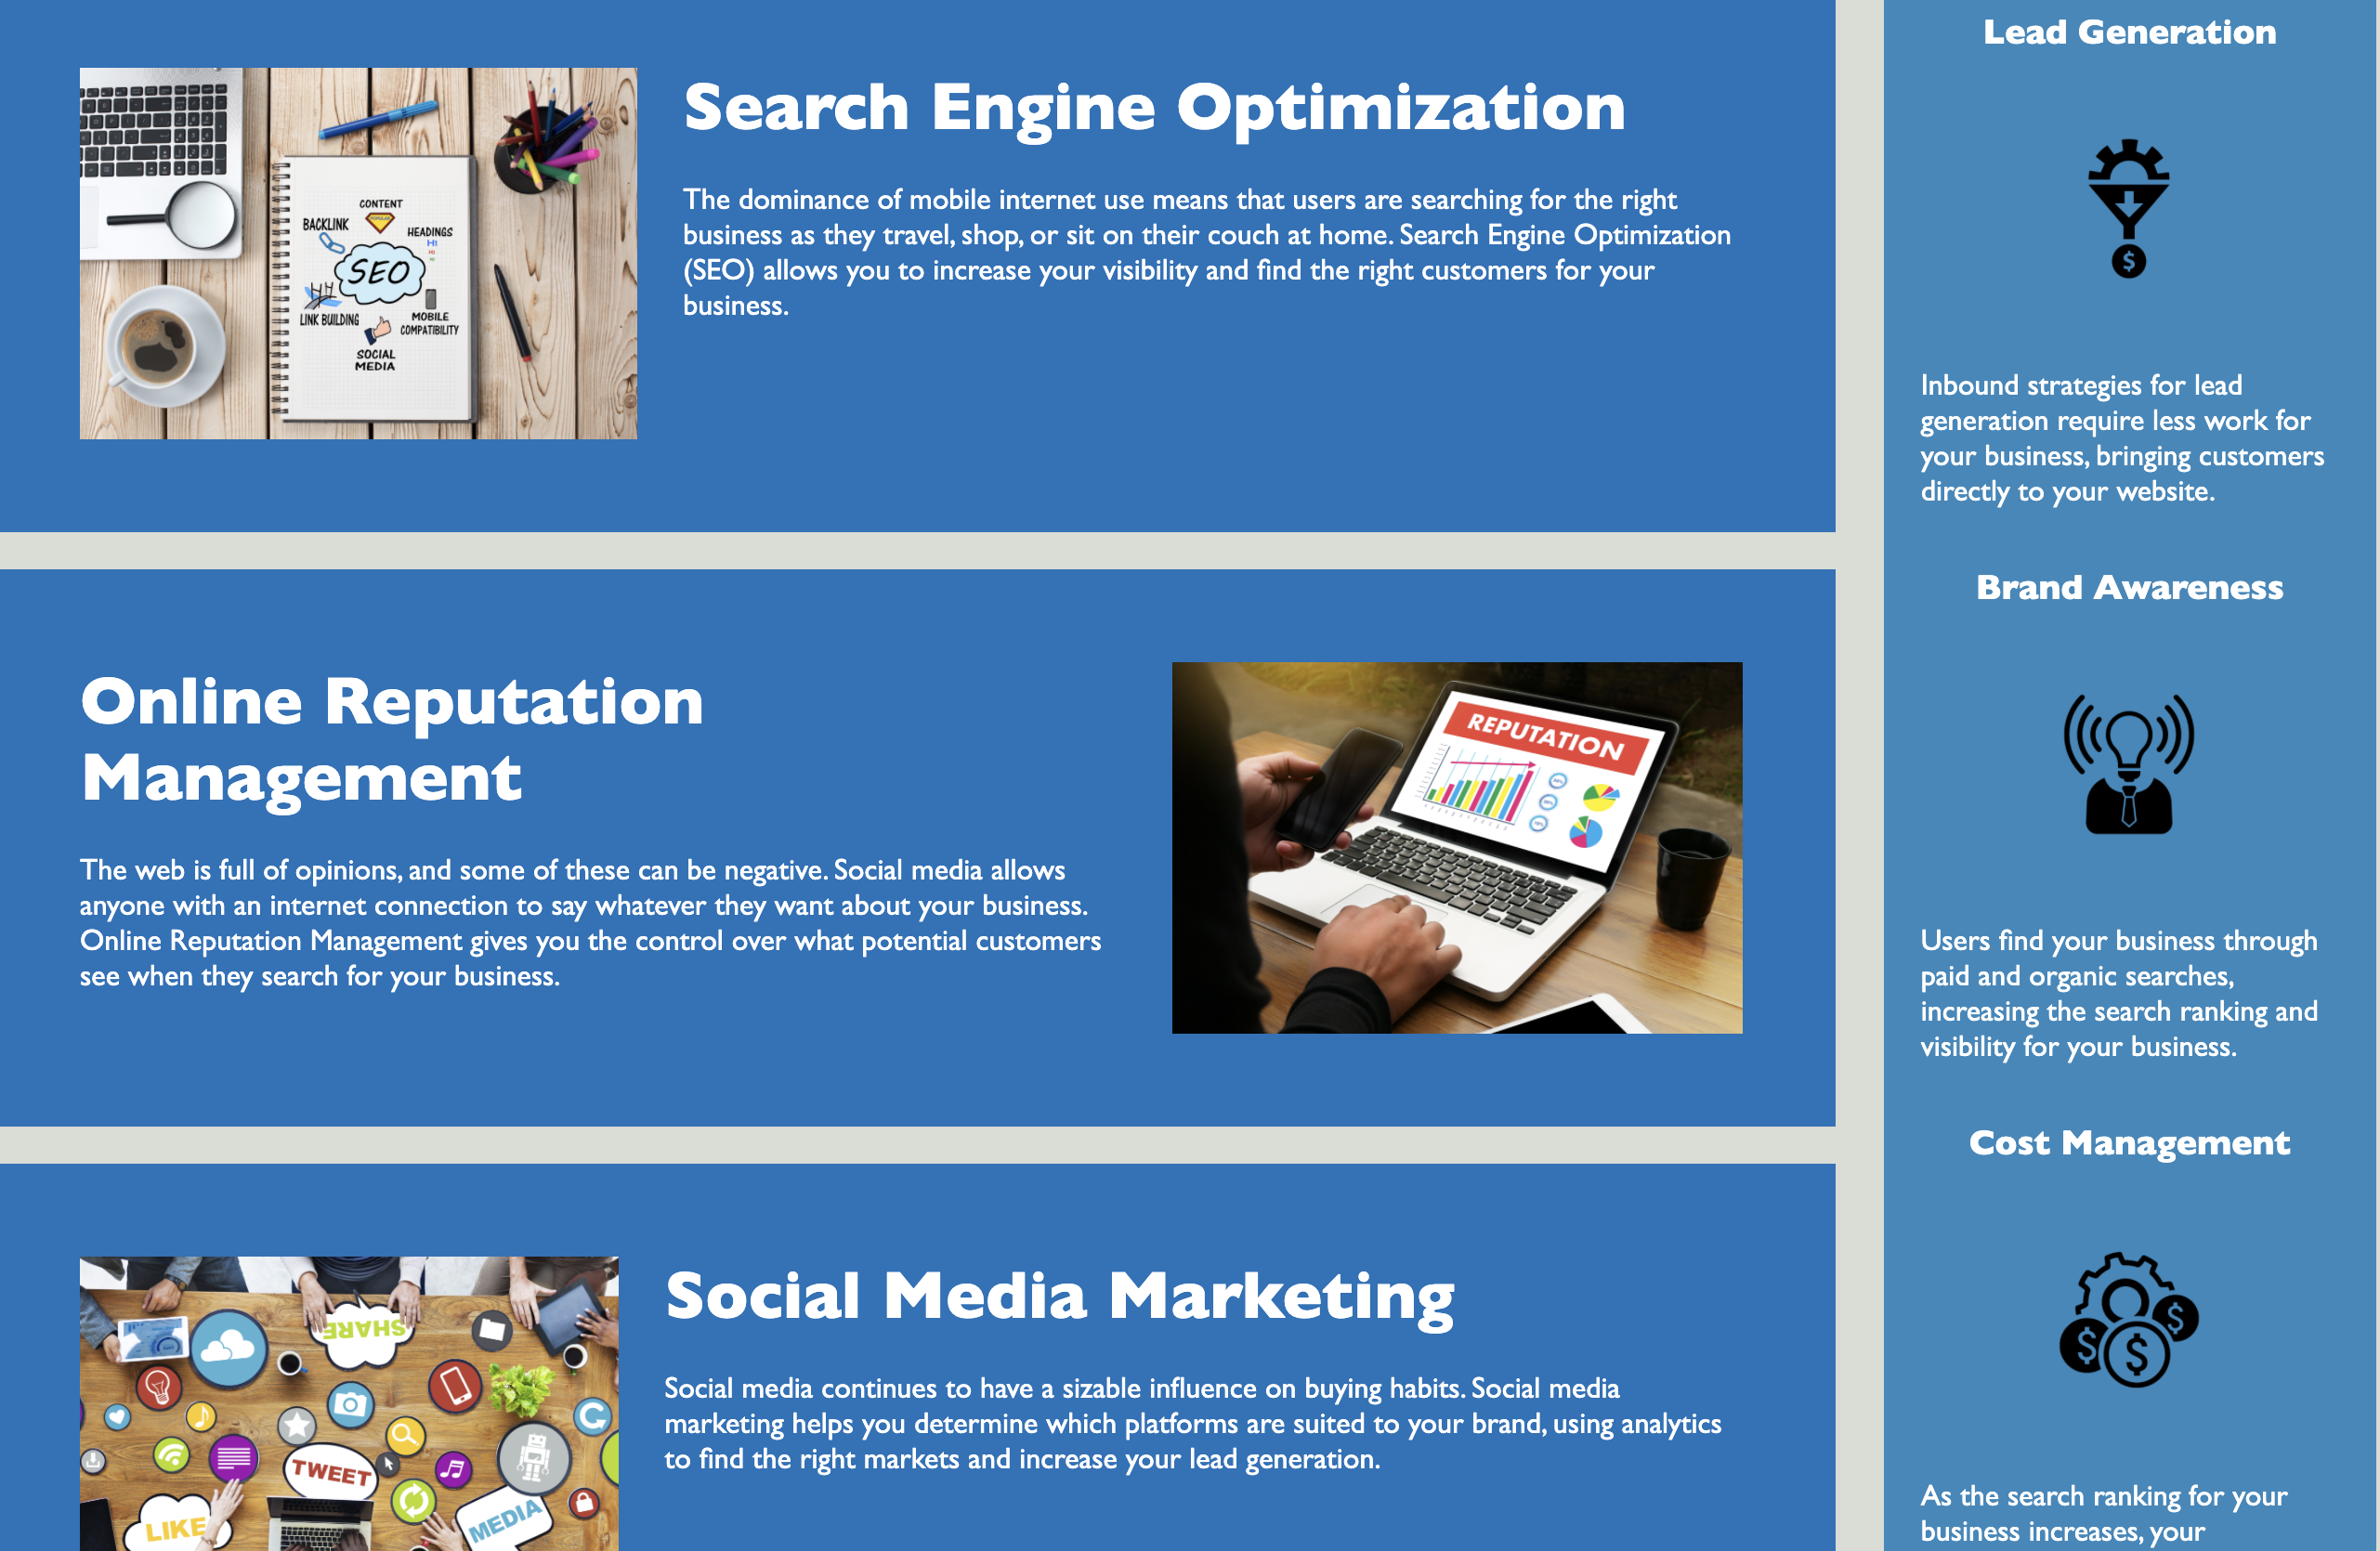 Search Engine Optimization
The dominance of mobile internet use means that users are searching for the right
business as they travel, shop, or sit on their couch at home. Search Engine Optimization
(SEO) allows you to increase your visibility and find the right customers for your
business.
CONTENT
POPULAR
BACKLINK
HEADINGS
H1
H1
H1
SEO
LINK BUILDING
MOBILE
COMPATIBILITY
SOCIAL
MEDIA
Online Reputation
Management
The web is full of opinions, and some of these can be negative. Social media allows
anyone with an internet connection to say whatever they want about your business.
Online Reputation Management gives you the control over what potential customers
see when they search for your business.
REPUTATION
Social Media Marketing
Social media continues to have a sizable influence on buying habits. Social media
marketing helps you determine which platforms are suited to your brand, using analytics
to find the right markets and increase your lead generation.
SHARE
TWEET
LIKE
MEDIA
Lead Generation
$
Inbound strategies for lead
generation require less work for
your business, bringing customers
directly to your website.
Brand Awareness
Users find your business through
paid and organic searches,
increasing the search ranking and
visibility for your business.
Cost Management
$
$
$
As the search ranking for your
business increases, your